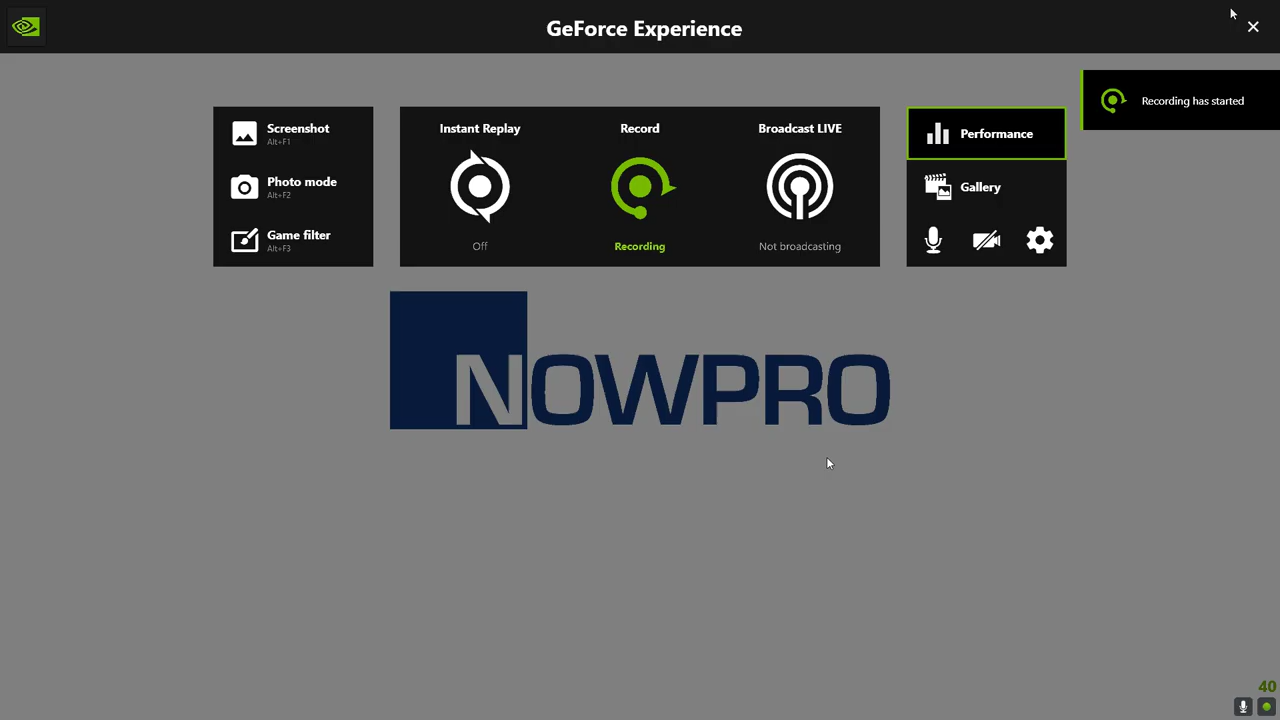 GeForce Experience
Recording has started
Screenshot
Alt+F1
Photo mode
Alt+F2
Game filter
Alt+F3
Instant Replay
Off
Record
Recording
Broadcast LIVE
Not broadcasting
Performance
Gallery
NOWPRO
40